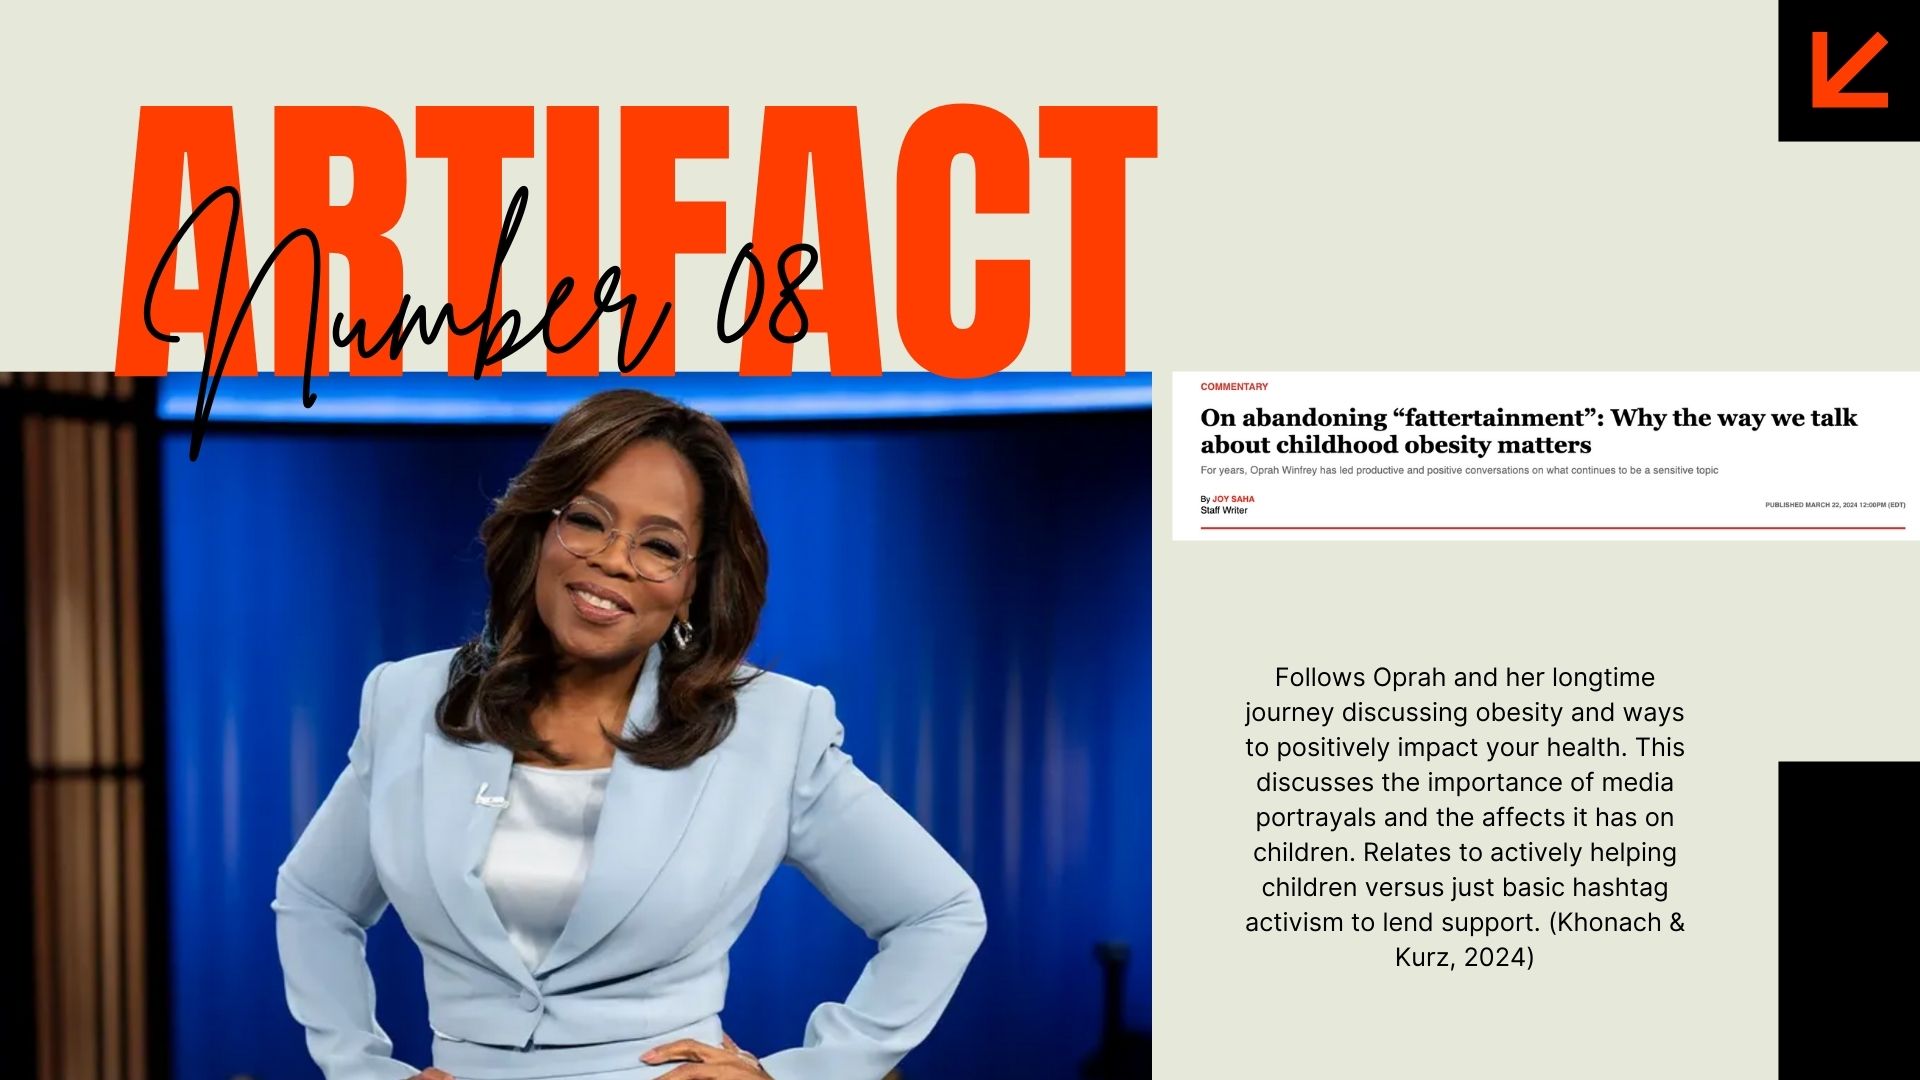 ARTIFACT
Number 08
COMMENTARY
On abandoning “fattertainment”: Why the way we talk
about childhood obesity matters
For years, Oprah Winfrey has led productive and positive conversations on what continues to be a sensitive topic
By JOY SAHA
Staff Writer
PUBLISHED MARCH 22, 2024 12:00PM (EDT)
Follows Oprah and her longtime
journey discussing obesity and ways
to positively impact your health. This
discusses the importance of media
portrayals and the affects it has on
children. Relates to actively helping
children versus just basic hashtag
activism to lend support. (Khonach &
Kurz, 2024)